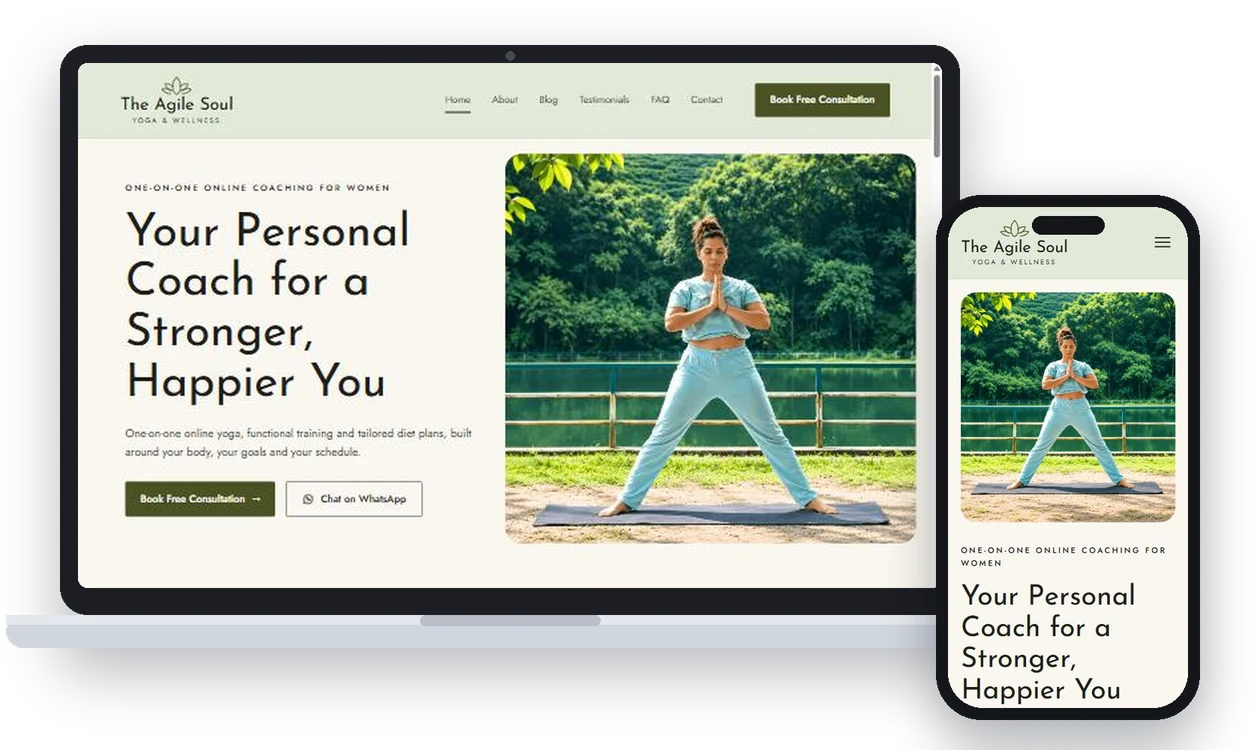 The Agile Soul
YOGA & WELLNESS
Home About Blog Testimonials FAQ Contact Book Free Consultation
ONE-ON-ONE ONLINE COACHING FOR WOMEN
Your Personal
Coach for a
Stronger,
Happier You
One-on-one online yoga, functional training and tailored diet plans, built
around your body, your goals and your schedule.
Book Free Consultation → Chat on WhatsApp
The Agile Soul
YOGA & WELLNESS
ONE-ON-ONE ONLINE COACHING FOR
WOMEN
Your Personal
Coach for a
Stronger,
Happier You